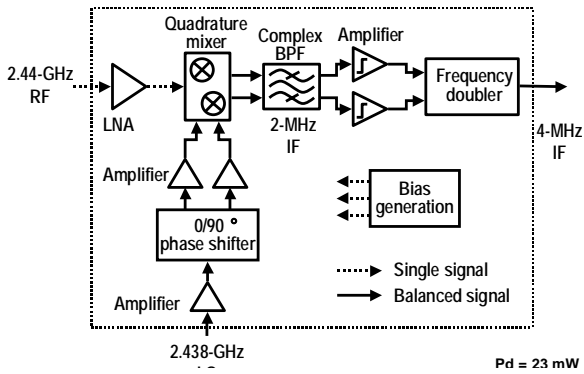 Quadrature
mixer
Complex
BPF
Amplifier
2.44-GHz
RF
LNA
Frequency
doubler
2-MHz
IF
4-MHz
IF
Amplifier
Bias
generation
0/90 °
phase shifter
Single signal
Balanced signal
Amplifier
2.438-GHz
Pd = 23 mW